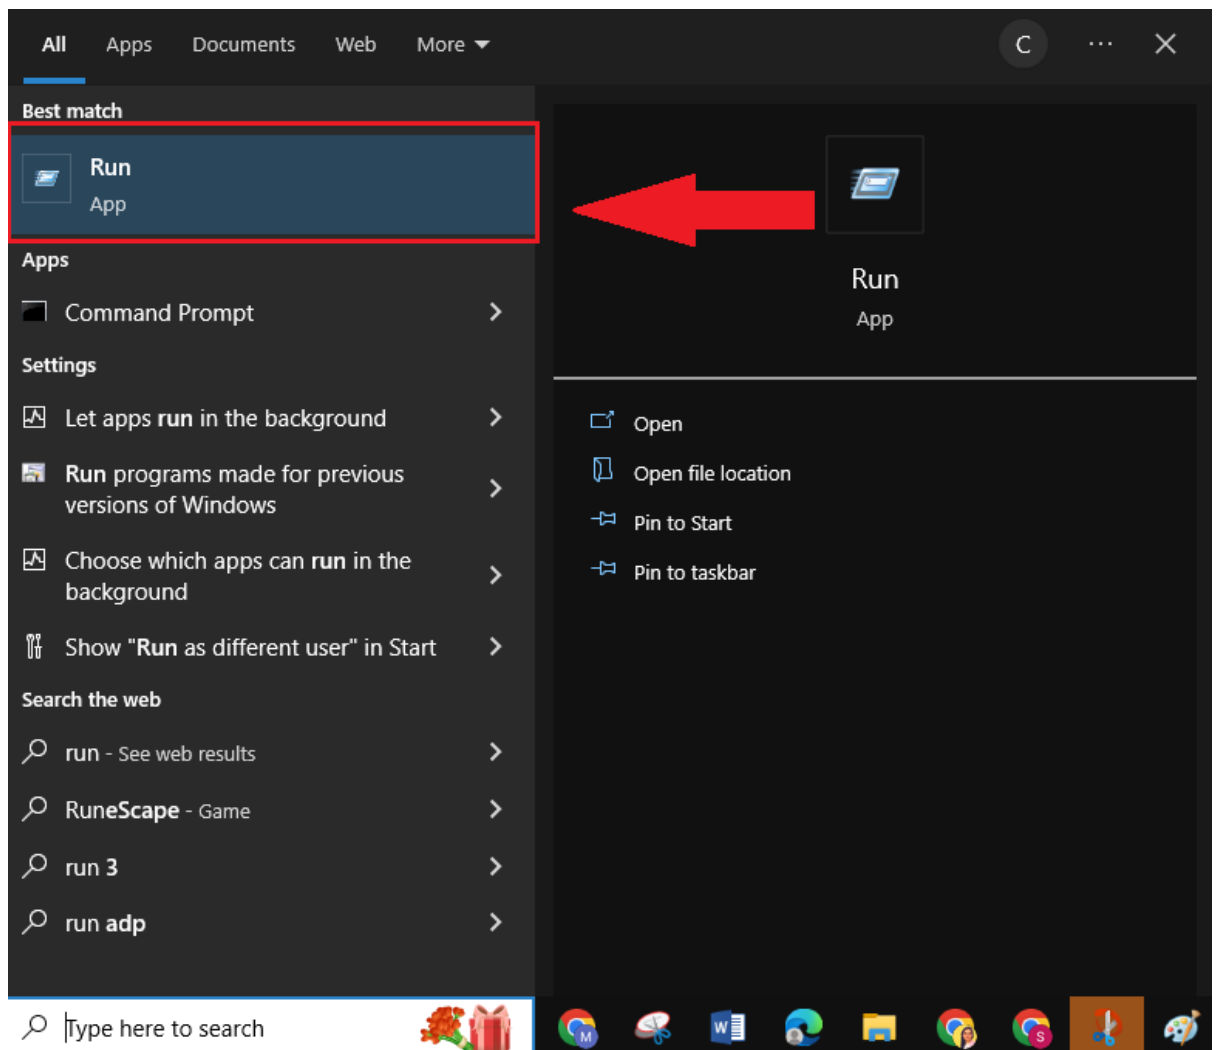 All Apps Documents Web More C
Best match
Run
App
Apps
Command Prompt
Settings
Let apps run in the background
Run programs made for previous
versions of Windows
Choose which apps can run in the
background
Show "Run as different user" in Start
Search the web
run - See web results
RuneScape - Game
run 3
run adp
Type here to search
Run
App
Open
Open file location
Pin to Start
Pin to taskbar
M W S